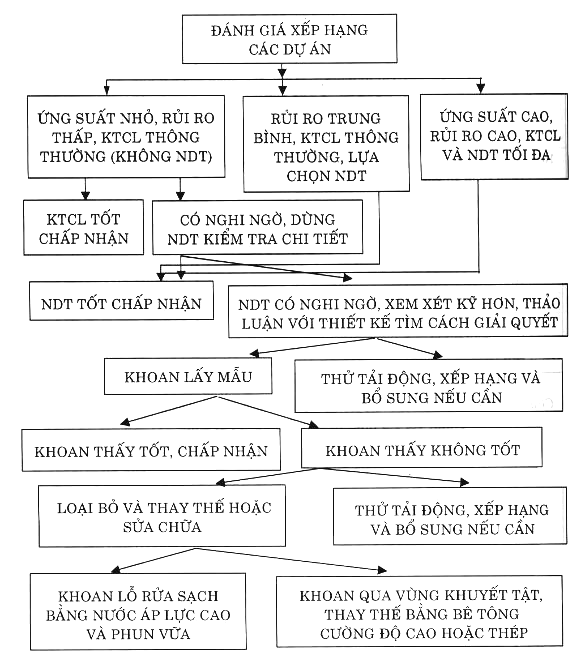 ĐÁNH GIÁ XẾP HẠNG
CÁC DỰ ÁN
ỨNG SUẤT NHỎ, RỦI RO
THẤP, KTCL THÔNG
THƯỜNG (KHÔNG NDT)
RỦI RO TRUNG
BÌNH, KTCL THÔNG
THƯỜNG, LỰA
CHỌN NDT
ỨNG SUẤT CAO,
RỦI RO CAO, KTCL
VÀ NDT TỐI ĐA
KTCL TỐT
CHẤP NHẬN
CÓ NGHI NGỜ, DÙNG
NDT KIỂM TRA CHI TIẾT
NDT TỐT CHẤP NHẬN
NDT CÓ NGHI NGỜ, XEM XÉT KỸ HƠN, THẢO
LUẬN VỚI THIẾT KẾ TÌM CÁCH GIẢI QUYẾT
KHOAN LẤY MẪU
THỬ TẢI ĐỘNG, XẾP HẠNG VÀ
BỔ SUNG NẾU CẦN
KHOAN THẤY TỐT, CHẤP NHẬN
KHOAN THẤY KHÔNG TỐT
LOẠI BỎ VÀ THAY THẾ HOẶC
SỬA CHỮA
THỬ TẢI ĐỘNG, XẾP HẠNG
VÀ BỔ SUNG NẾU CẦN
KHOAN LỖ RỬA SẠCH
BẰNG NƯỚC ÁP LỰC CAO
VÀ PHUN VỮA
KHOAN QUA VÙNG KHUYẾT TẬT,
THAY THẾ BẰNG BÊ TÔNG
CƯỜNG ĐỘ CAO HOẶC THÉP